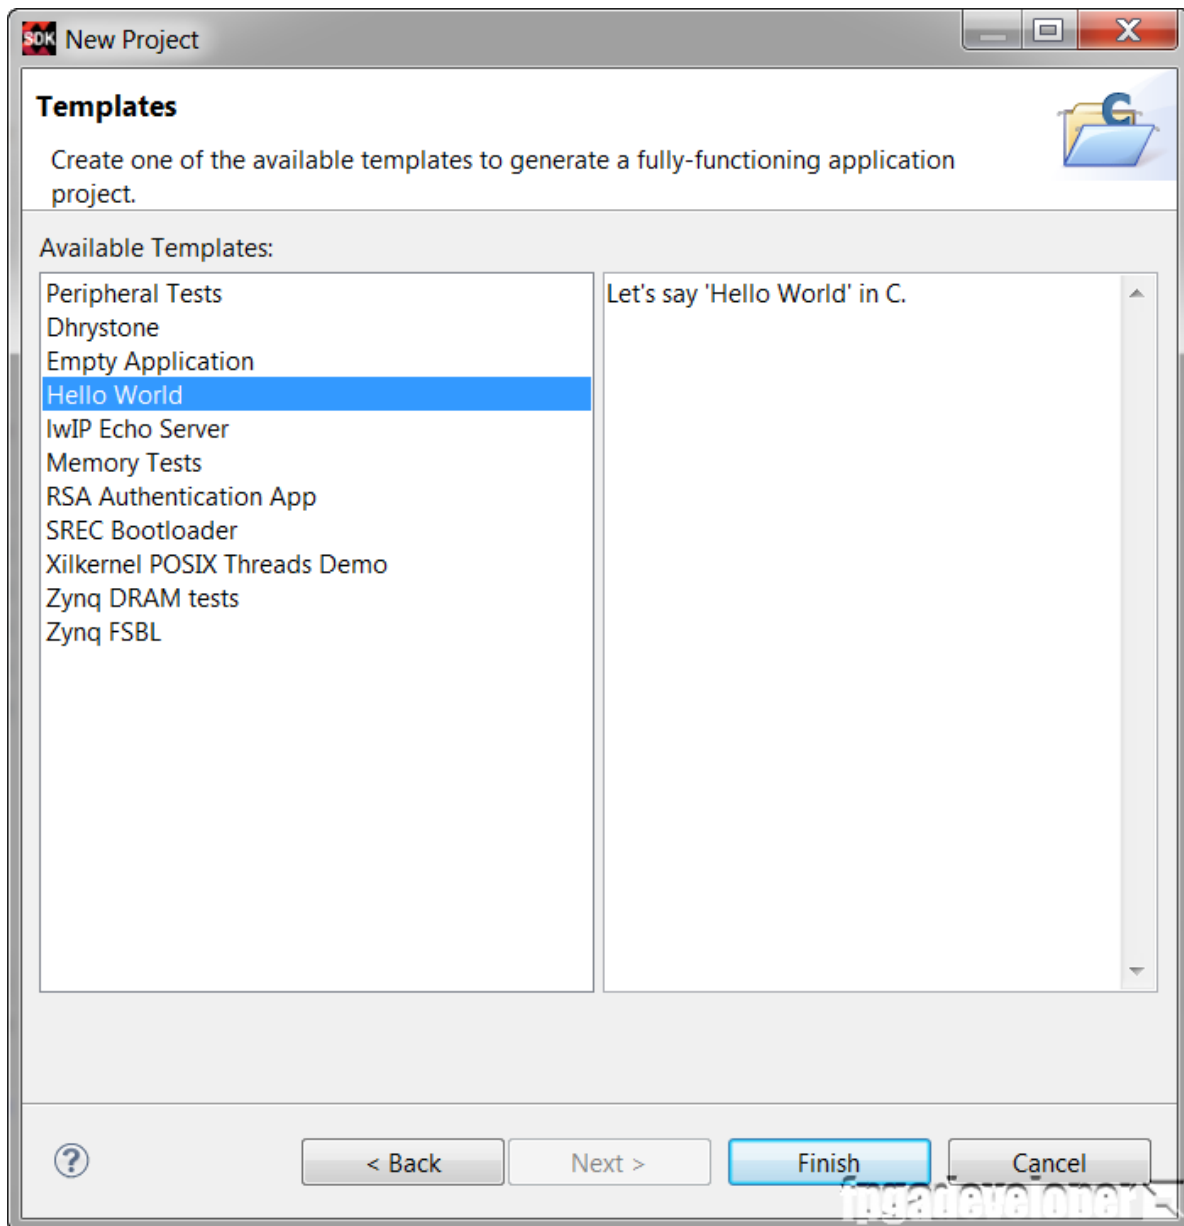 SDK New Project
Templates
Create one of the available templates to generate a fully-functioning application
project.
Available Templates:
Peripheral Tests
Dhrystone
Empty Application
Hello World
lwIP Echo Server
Memory Tests
RSA Authentication App
SREC Bootloader
Xilkernel POSIX Threads Demo
Zynq DRAM tests
Zynq FSBL
Let's say 'Hello World' in C.
? < Back Next > Finish Cancel
fpgadeveloper